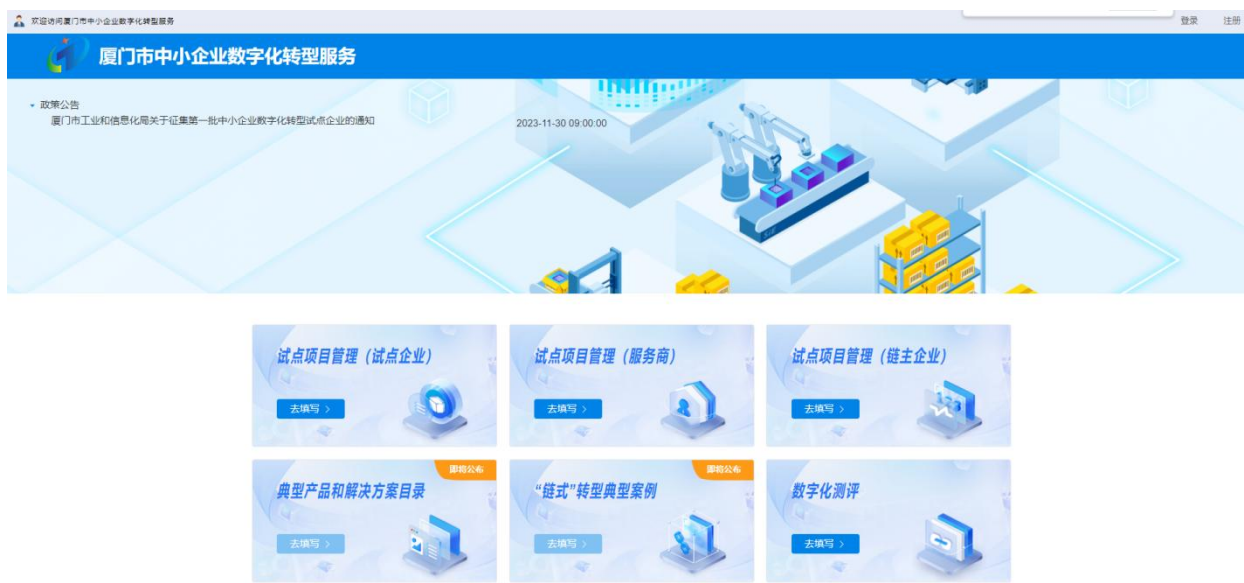 欢迎访问厦门市中小企业数字化转型服务
登录 注册
厦门市中小企业数字化转型服务
政策公告
厦门市工业和信息化局关于征集第一批中小企业数字化转型试点企业的通知 2023-11-30 09:00:00
试点项目管理（试点企业）
去填写 >
试点项目管理（服务商）
去填写 >
试点项目管理（链主企业）
123
去填写 >
即将公布
典型产品和解决方案目录
去填写 >
即将公布
“链式”转型典型案例
去填写 >
数字化测评
去填写 >